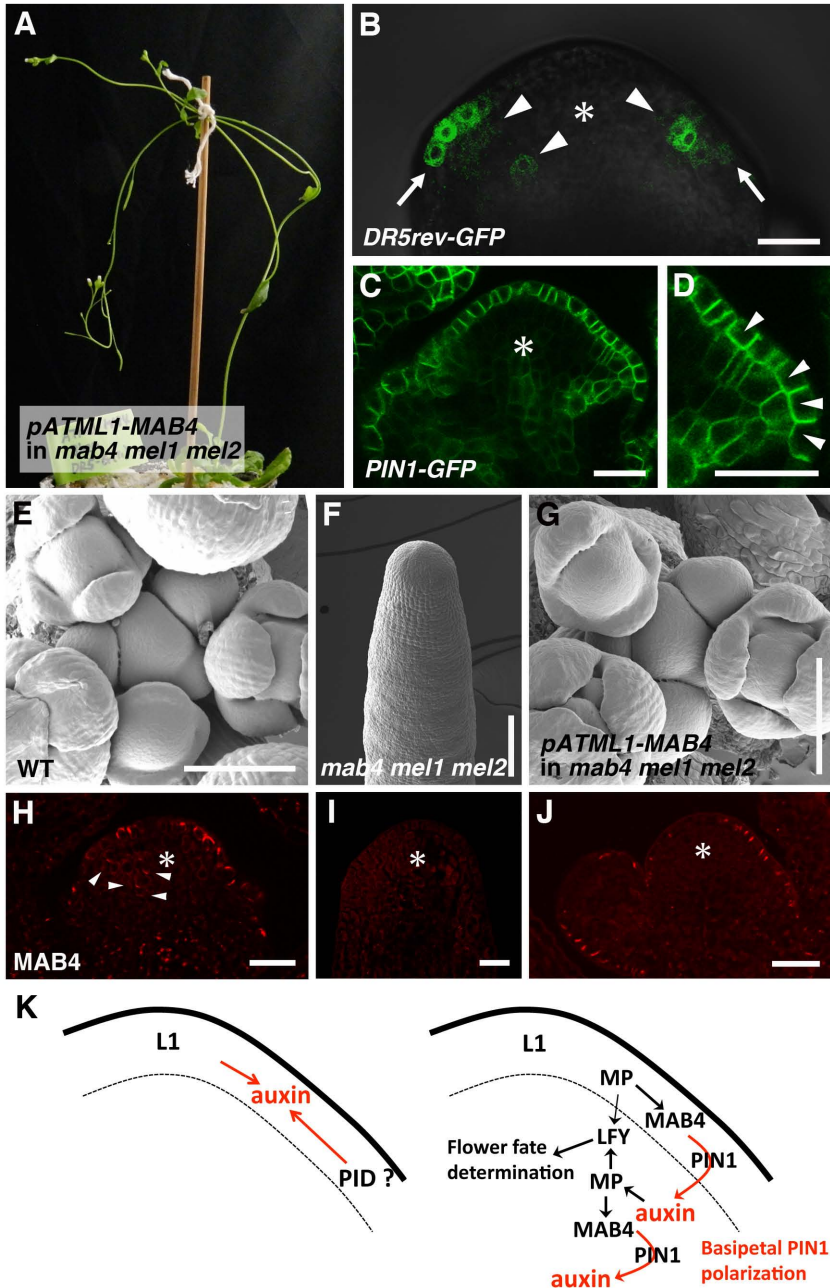 A
pATML1-MAB4
in mab4 mel1 mel2
B
*
DR5rev-GFP
C
*
PIN1-GFP
D
E
WT
F
mab4 mel1 mel2
G
pATML1-MAB4
in mab4 mel1 mel2
H
*
MAB4
I
*
J
*
K
L1
auxin
PID ?
L1
MP
MAB4
LFY
PIN1
Flower fate
determination
MP
auxin
MAB4
PIN1
auxin
Basipetal PIN1
polarization